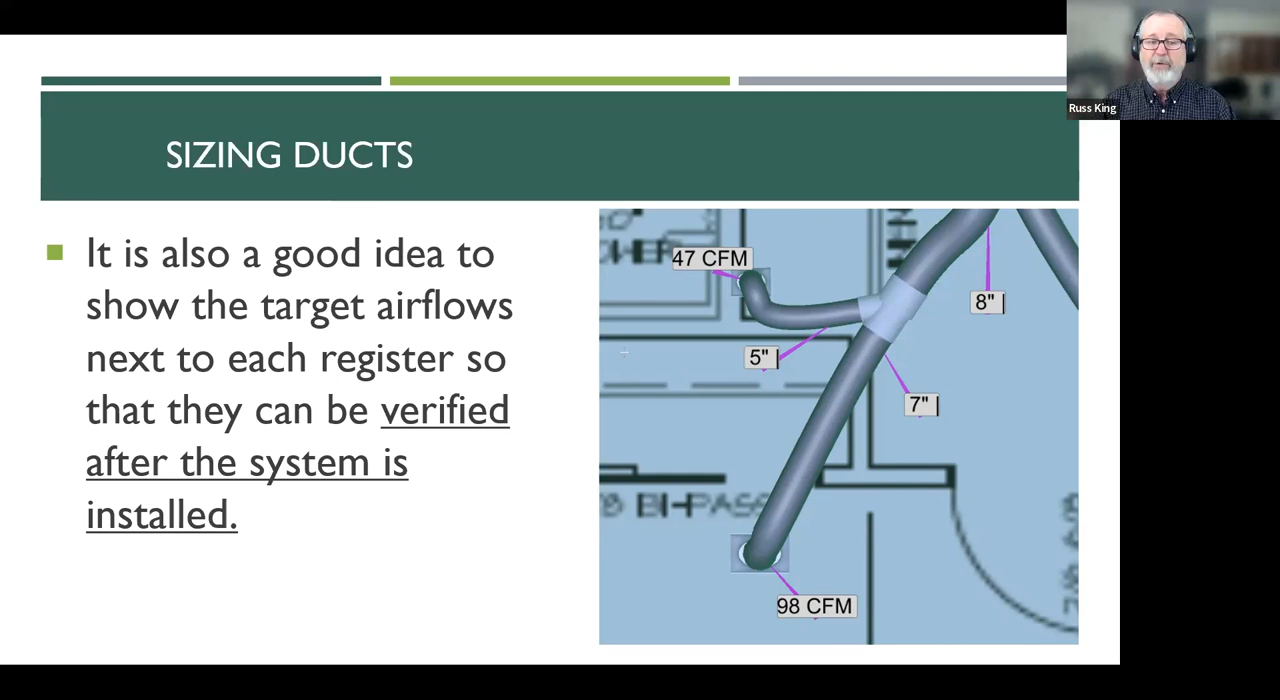 Russ King
SIZING DUCTS
It is also a good idea to
show the target airflows
next to each register so
that they can be verified
after the system is
installed.
47 CFM
8"
5"
7"
BI-PASS
98 CFM